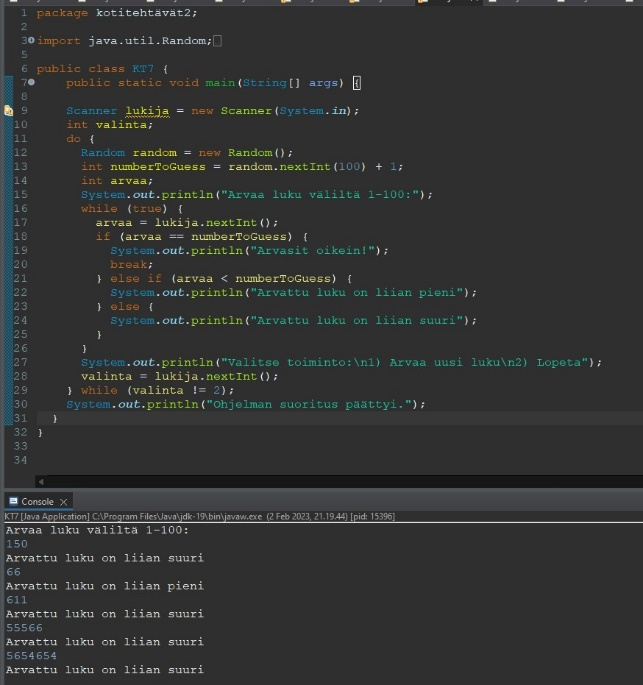 1 package kotitehtävät2;
2
3 import java.util.Random;
5
6 public class KT7 {
7 public static void main(String[] args) {
8
9 Scanner lukija = new Scanner(System.in);
10 int valinta;
11 do {
12 Random random = new Random();
13 int numberToGuess = random.nextInt(100) + 1;
14 int arvaa;
15 System.out.println("Arvaa luku väliltä 1-100:");
16 while (true) {
17 arvaa = lukija.nextInt();
18 if (arvaa == numberToGuess) {
19 System.out.println("Arvasit oikein!");
20 break;
21 } else if (arvaa < numberToGuess) {
22 System.out.println("Arvattu luku on liian pieni");
23 } else {
24 System.out.println("Arvattu luku on liian suuri");
25 }
26 }
27 System.out.println("Valitse toiminto:\n1) Arvaa uusi luku\n2) Lopeta");
28 valinta = lukija.nextInt();
29 } while (valinta != 2);
30 System.out.println("Ohjelman suoritus päättyi.");
31 }
32 }
33
34
Console
KT7 [Java Application] C:\Program Files\Java\jdk-19\bin\javaw.exe (2 Feb 2023, 21.19.44) [pid: 15396]
Arvaa luku väliltä 1-100:
150
Arvattu luku on liian suuri
66
Arvattu luku on liian pieni
611
Arvattu luku on liian suuri
55566
Arvattu luku on liian suuri
5654654
Arvattu luku on liian suuri